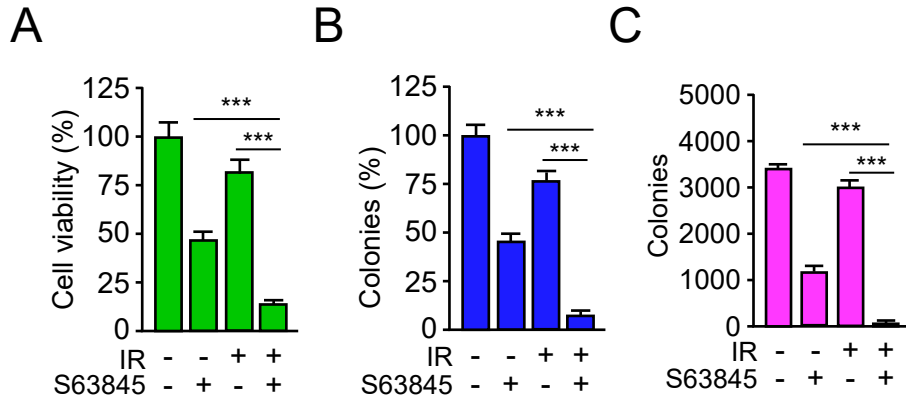 A
Cell viability (%)
125
100
75
50
25
0
***
***
IR - - + +
S63845 - + - +
B
Colonies (%)
125
100
75
50
25
0
***
***
IR - - + +
S63845 - + - +
C
Colonies
5000
4000
3000
2000
1000
0
***
***
IR - - + +
S63845 - + - +